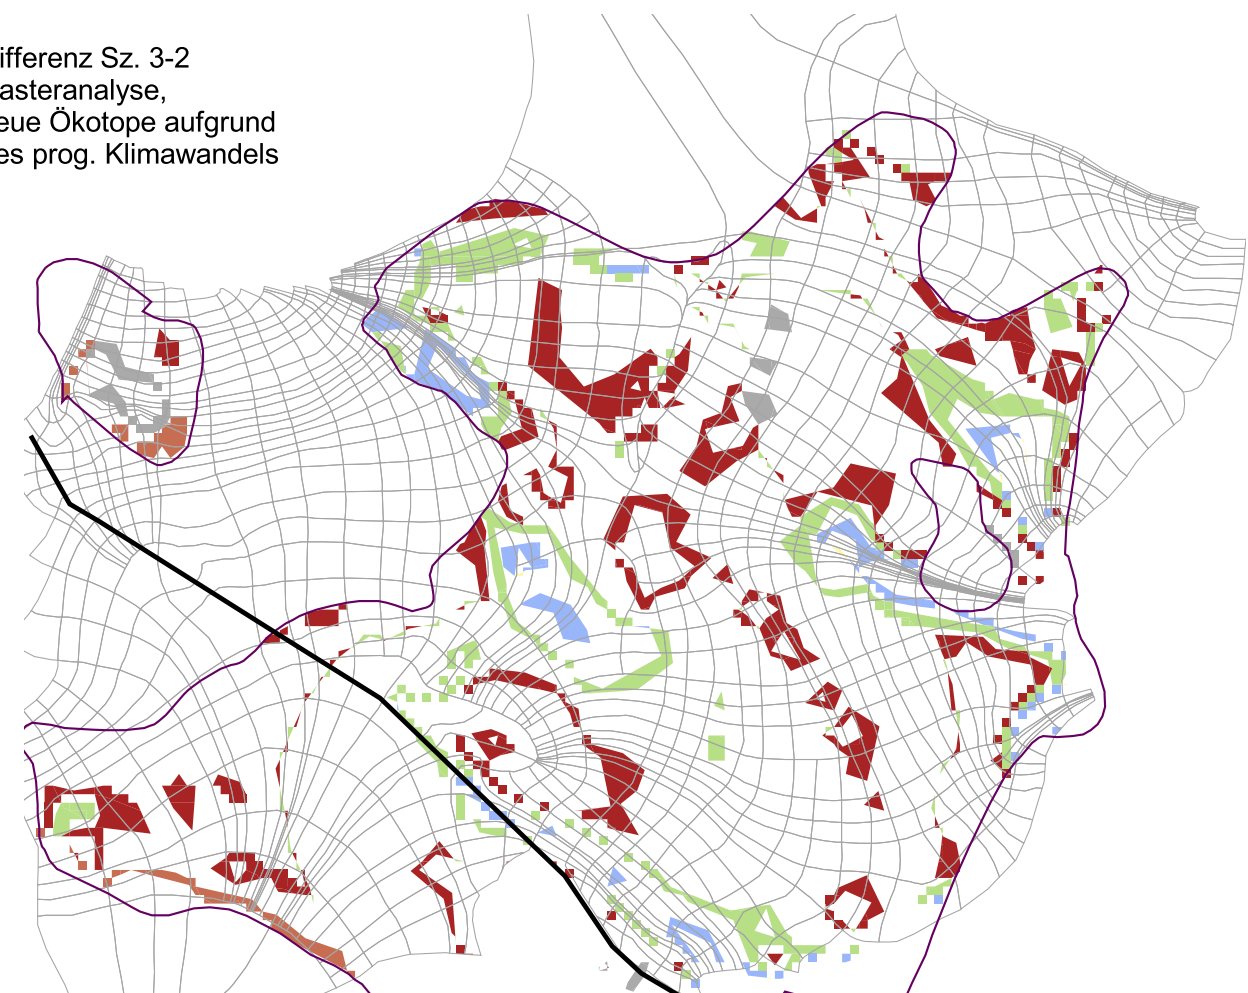 ifferenz Sz. 3-2
asteranalyse,
eue Ökotope aufgrund
es prog. Klimawandels